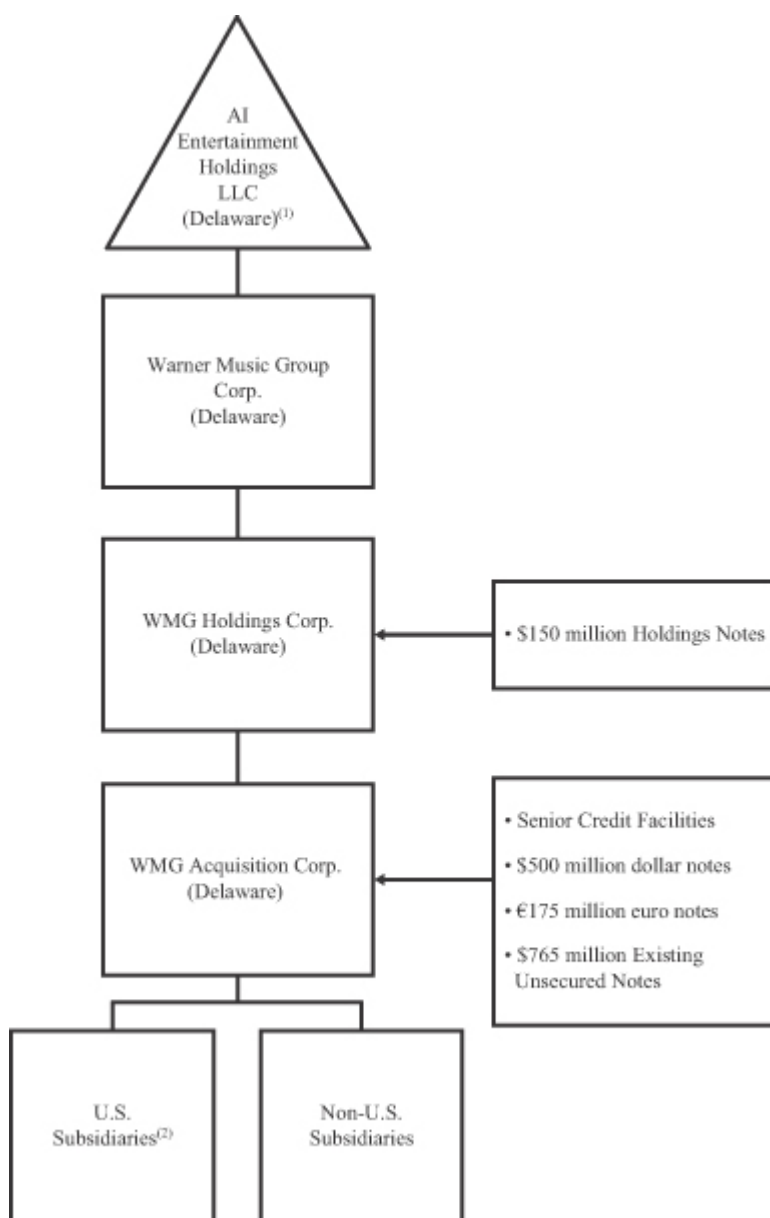 AI
Entertainment
Holdings
LLC
(Delaware)(1)
Warner Music Group
Corp.
(Delaware)
WMG Holdings Corp.
(Delaware)
• $150 million Holdings Notes
WMG Acquisition Corp.
(Delaware)
• Senior Credit Facilities
• $500 million dollar notes
• €175 million euro notes
• $765 million Existing
Unsecured Notes
U.S.
Subsidiaries(2)
Non-U.S.
Subsidiaries